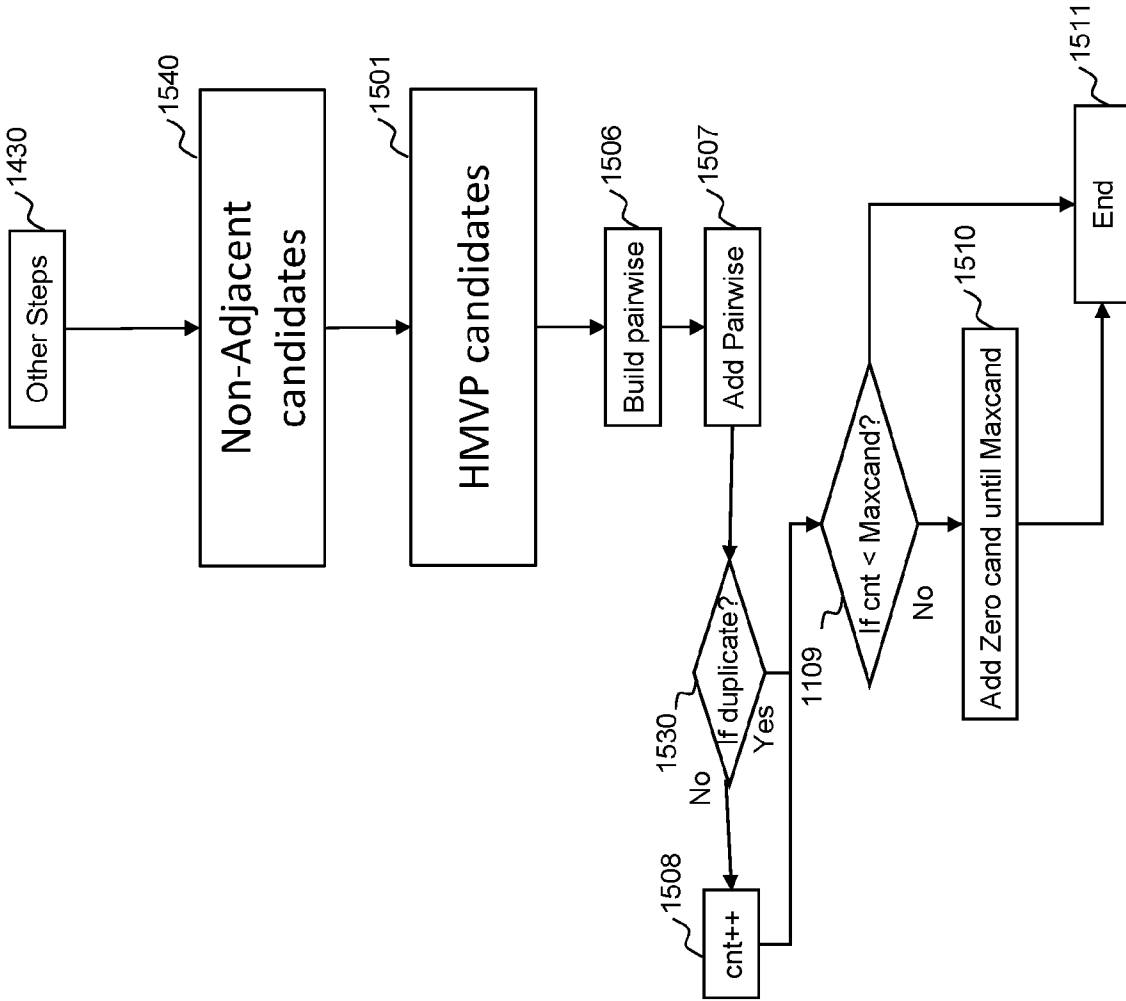 Other Steps
1430
Non-Adjacent
candidates
1540
HMVP candidates
1501
Build pairwise
1506
Add Pairwise
1507
If duplicate?
1530
No
Yes
cnt++
1508
If cnt < Maxcand?
1109
No
Add Zero cand until Maxcand
1510
End
1511